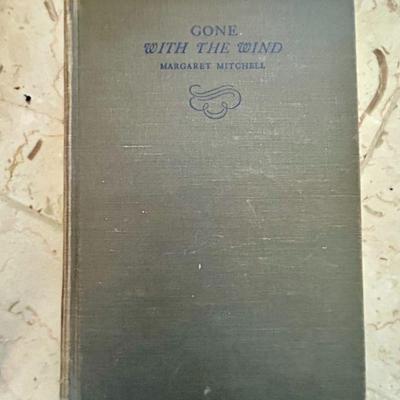 GONE
WITH THE WIND
MARGARET MITCHELL